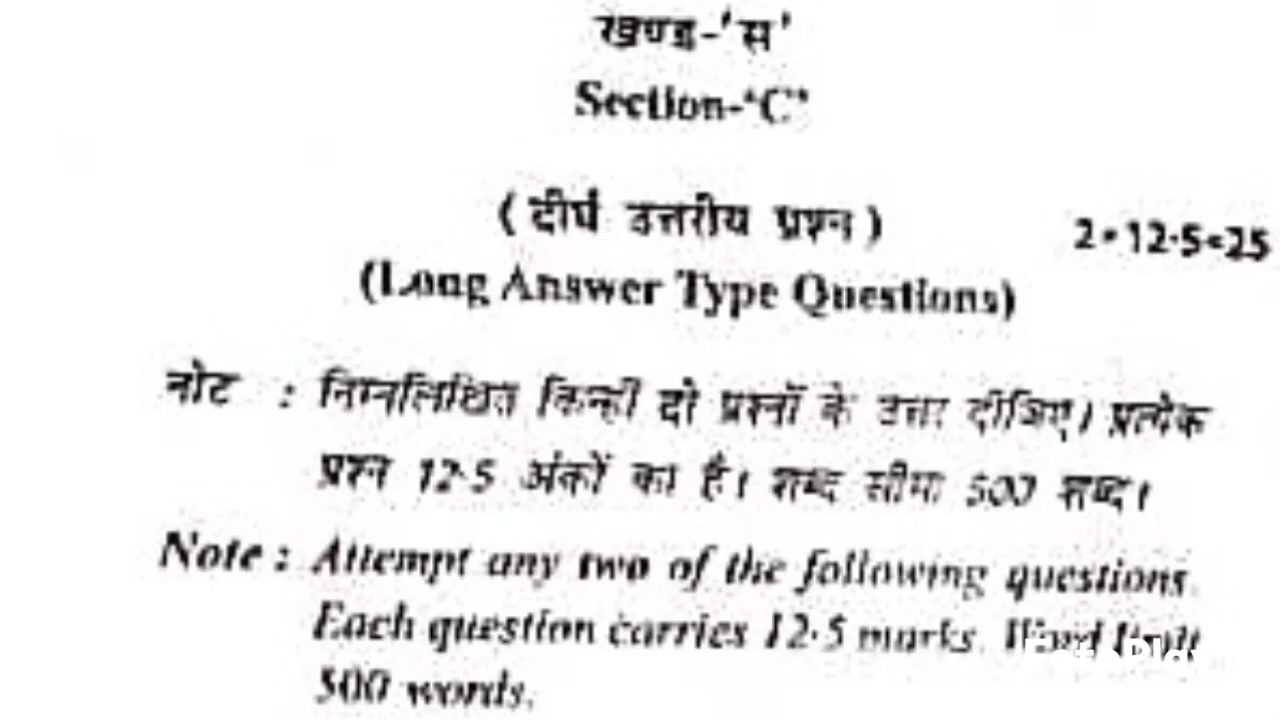 खण्ड-'स'
Section-'C'
( दीर्घ उत्तरीय प्रश्न )
2×12·5=25
(Long Answer Type Questions)
नोट : निम्नलिखित किन्हीं दो प्रश्नों के उत्तर दीजिए। प्रत्येक
प्रश्न 12·5 अंकों का है। शब्द सीमा 500 शब्द।
Note : Attempt any two of the following questions.
Each question carries 12·5 marks. Word limit
500 words.